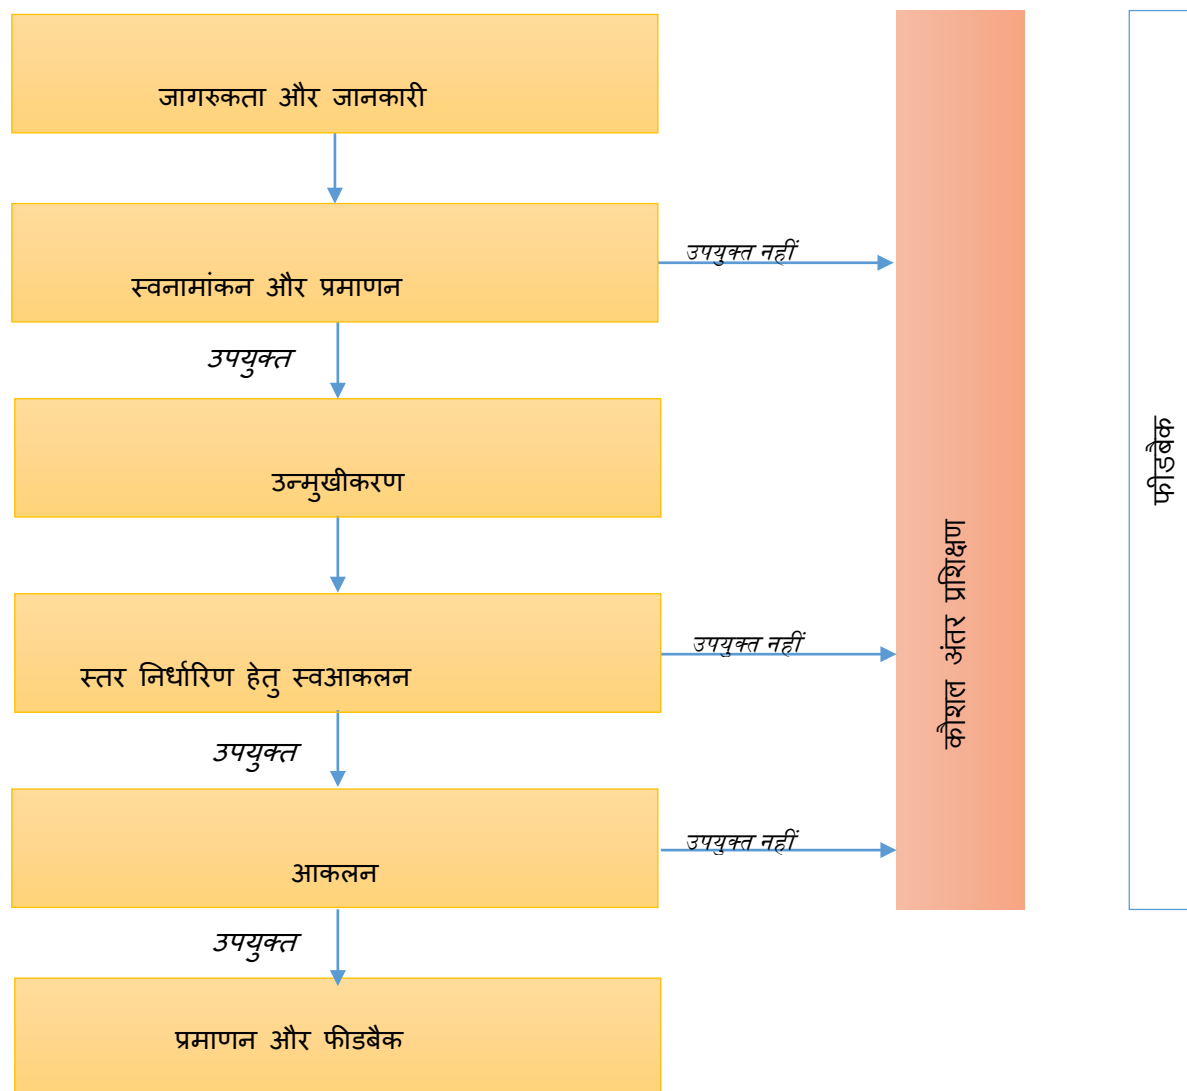 जागरुकता और जानकारी
स्वनामांकन और प्रमाणन
उपयुक्त नहीं
उपयुक्त
उन्मुखीकरण
स्तर निर्धारिण हेतु स्वआकलन
उपयुक्त नहीं
उपयुक्त
आकलन
उपयुक्त नहीं
उपयुक्त
प्रमाणन और फीडबैक
कौशल अंतर प्रशिक्षण
फीडबैक